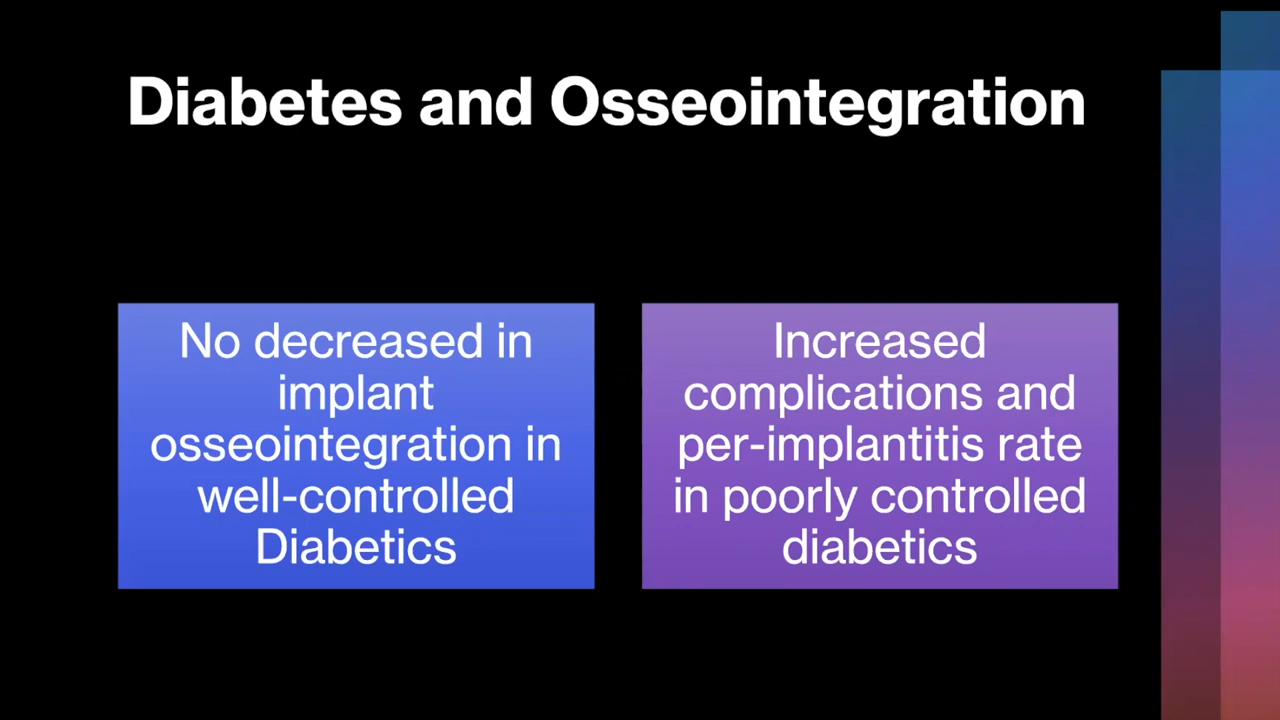 Diabetes and Osseointegration
No decreased in
implant
osseointegration in
well-controlled
Diabetics
Increased
complications and
per-implantitis rate
in poorly controlled
diabetics